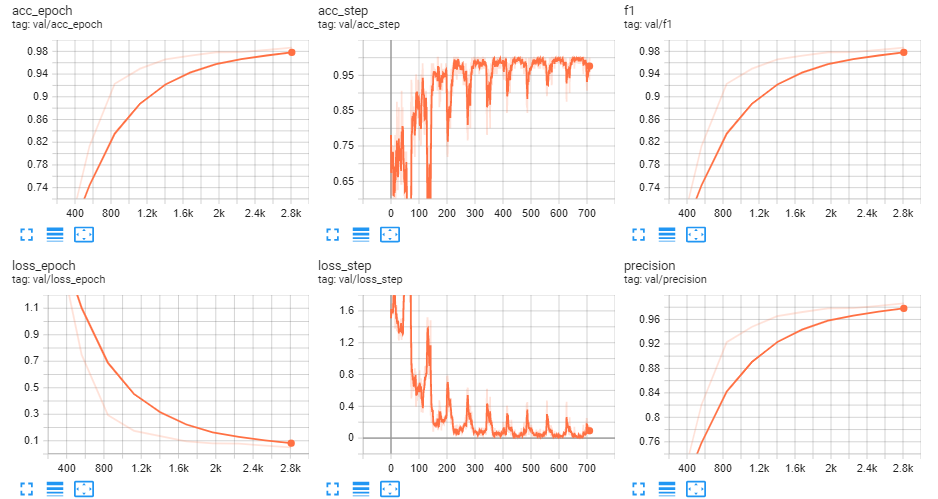 acc_epoch
tag: val/acc_epoch
0.98
0.94
0.9
0.86
0.82
0.78
0.74
400 800 1.2k 1.6k 2k 2.4k 2.8k
acc_step
tag: val/acc_step
0.95
0.85
0.75
0.65
0 100 200 300 400 500 600 700
f1
tag: val/f1
0.98
0.94
0.9
0.86
0.82
0.78
0.74
400 800 1.2k 1.6k 2k 2.4k 2.8k
loss_epoch
tag: val/loss_epoch
1.1
0.9
0.7
0.5
0.3
0.1
400 800 1.2k 1.6k 2k 2.4k 2.8k
loss_step
tag: val/loss_step
1.6
1.2
0.8
0.4
0
0 100 200 300 400 500 600 700
precision
tag: val/precision
0.96
0.92
0.88
0.84
0.8
0.76
400 800 1.2k 1.6k 2k 2.4k 2.8k